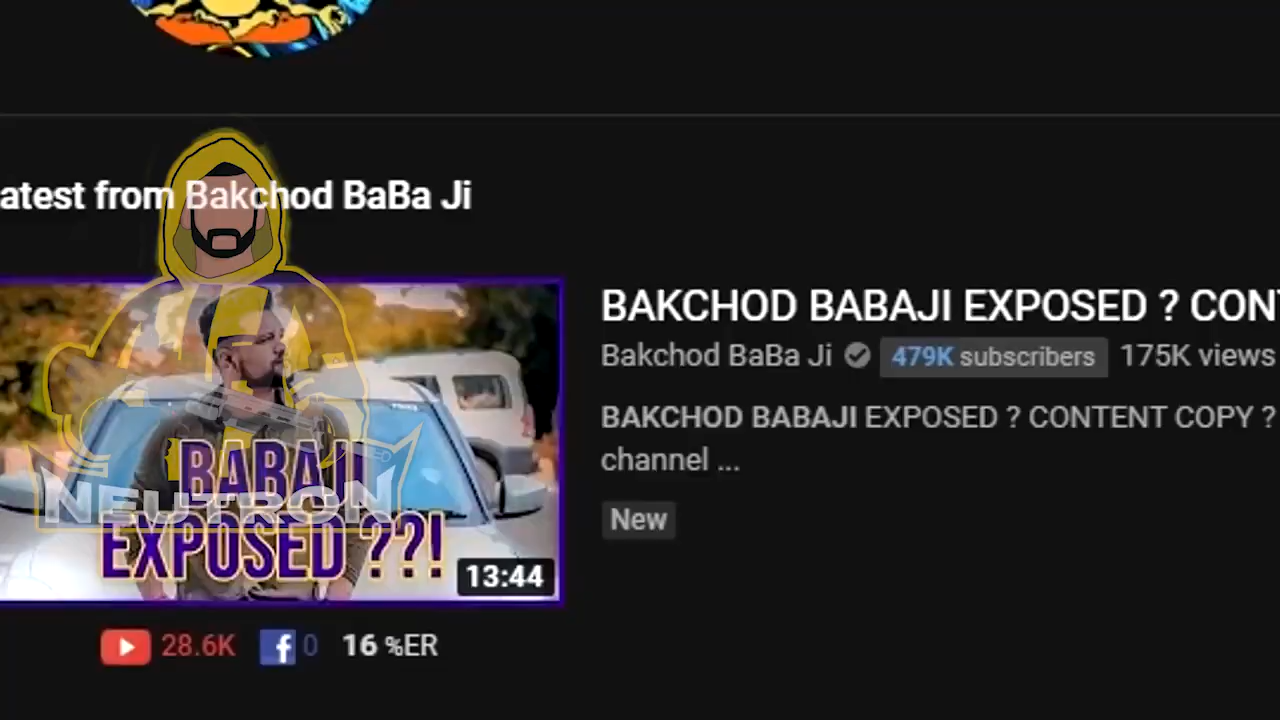 atest from Bakchod BaBa Ji
BAKCHOD BABAJI EXPOSED ? CONT
Bakchod BaBa Ji 479K subscribers 175K views
BAKCHOD BABAJI EXPOSED ? CONTENT COPY ?
channel ...
New
BABAJI
EXPOSED ??!
13:44
28.6K 0 16 %ER